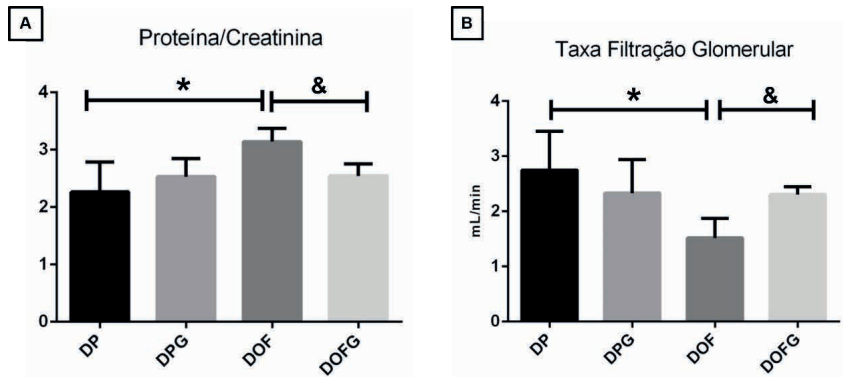 A
Proteína/Creatinina
* &
4
3
2
1
0
DP DPG DOF DOFG
B
Taxa Filtração Glomerular
* &
mL/min
4
3
2
1
0
DP DPG DOF DOFG